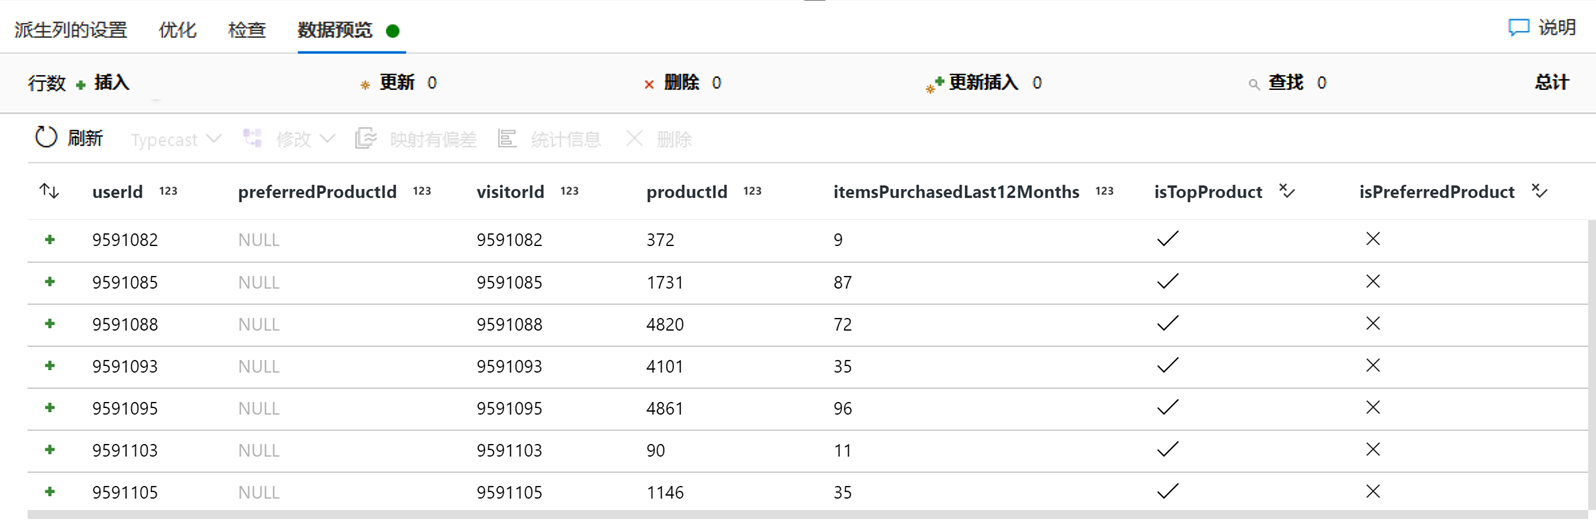 派生列的设置 优化 检查 数据预览 说明
行数 插入 更新 0 删除 0 更新插入 0 查找 0 总计
刷新 Typecast 修改 映射有偏差 统计信息 删除
userId 123 preferredProductId 123 visitorId 123 productId 123 itemsPurchasedLast12Months 123 isTopProduct isPreferredProduct
9591082 NULL 9591082 372 9
9591085 NULL 9591085 1731 87
9591088 NULL 9591088 4820 72
9591093 NULL 9591093 4101 35
9591095 NULL 9591095 4861 96
9591103 NULL 9591103 90 11
9591105 NULL 9591105 1146 35